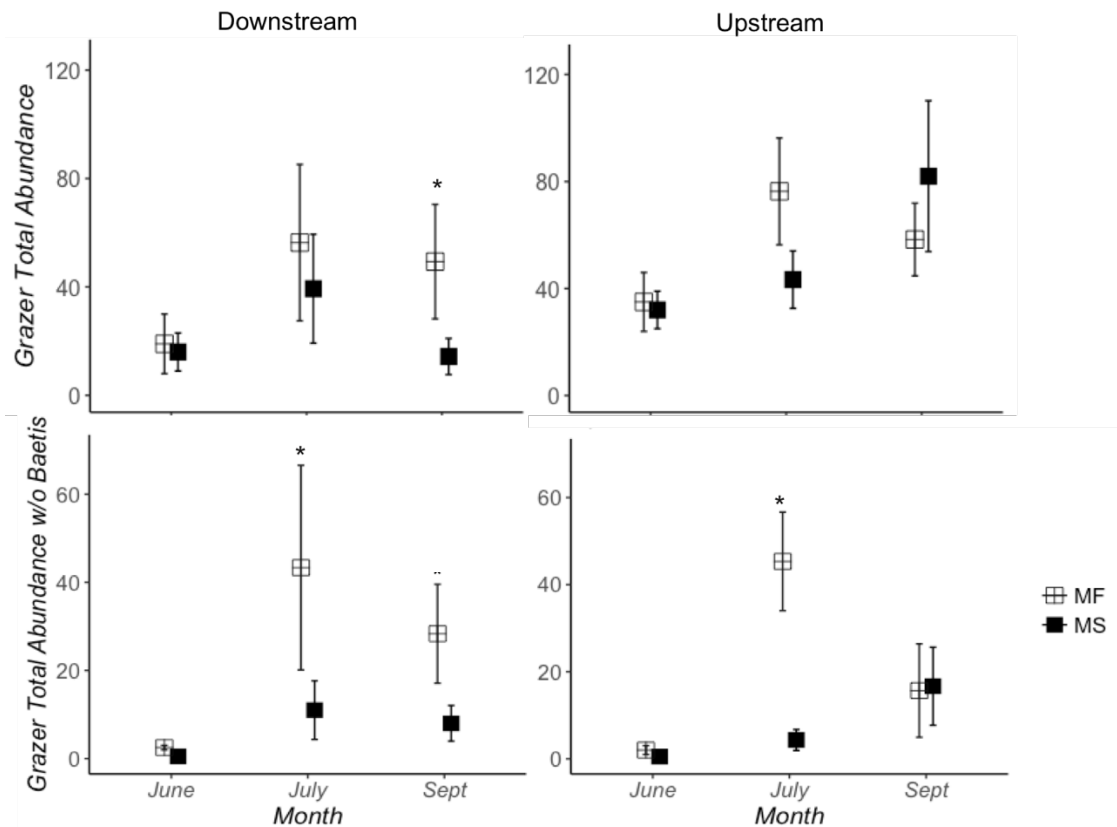 Downstream
Upstream
Grazer Total Abundance
120
80
40
0
*
120
80
40
0
Grazer Total Abundance w/o Baetis
60
40
20
0
*
60
40
20
0
*
MF
MS
June July Sept
Month
June July Sept
Month